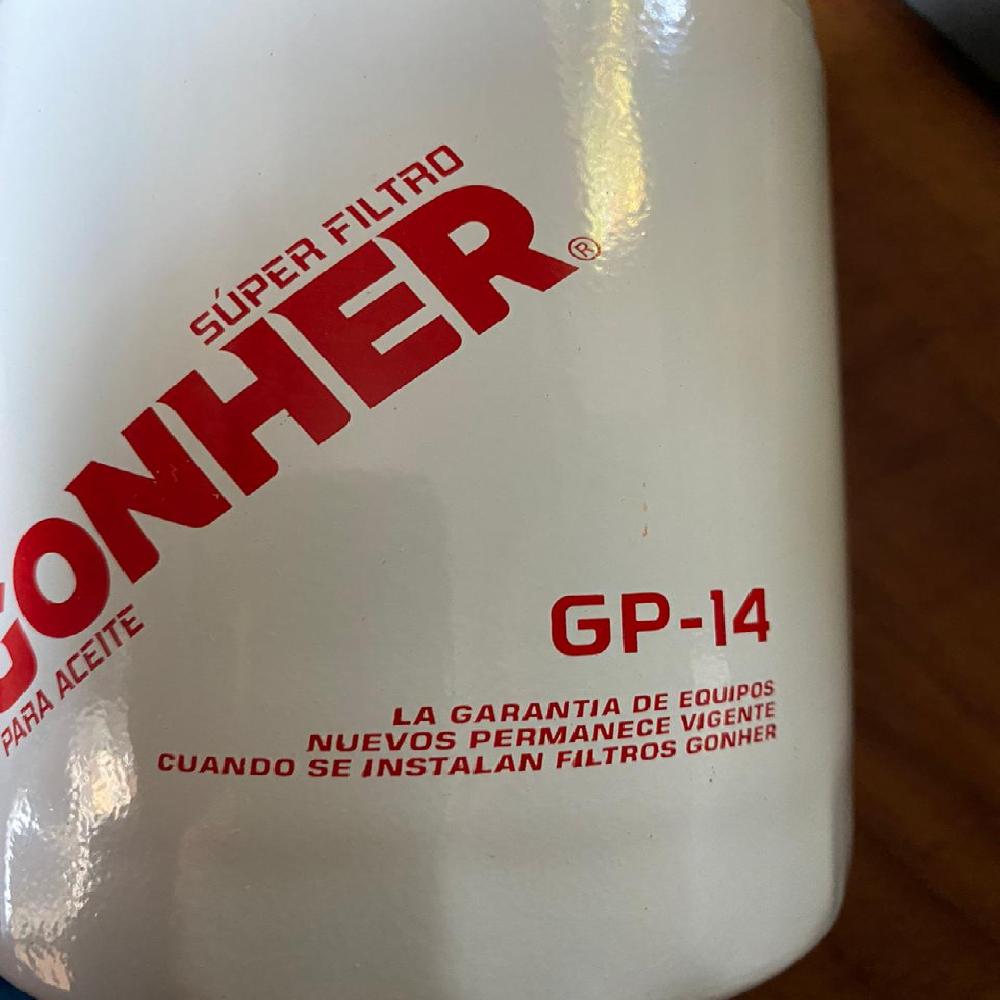 SÚPER FILTRO
GONHER®
PARA ACEITE
GP-14
LA GARANTIA DE EQUIPOS
NUEVOS PERMANECE VIGENTE
CUANDO SE INSTALAN FILTROS GONHER